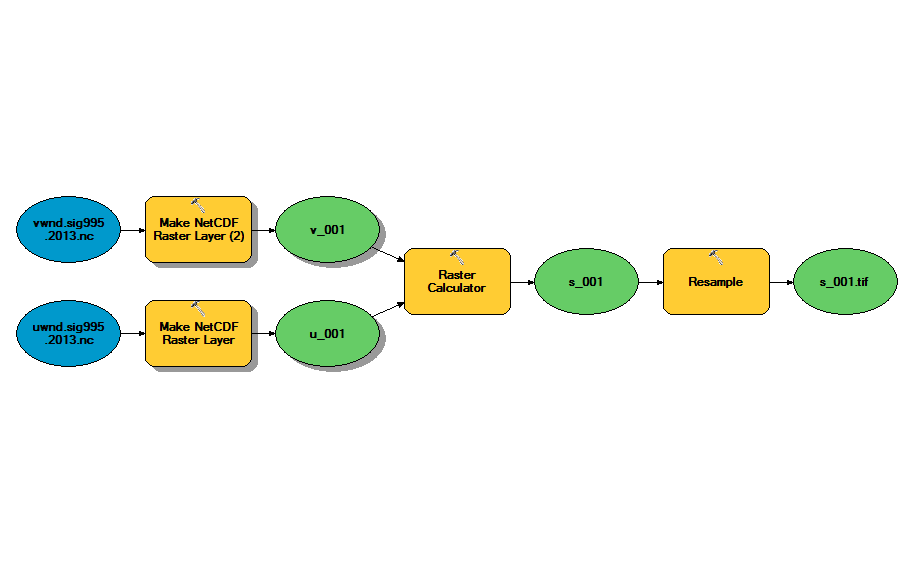 vwnd.sig995
.2013.nc
Make NetCDF
Raster Layer (2)
v_001
uwnd.sig995
.2013.nc
Make NetCDF
Raster Layer
u_001
Raster
Calculator
s_001
Resample
s_001.tif